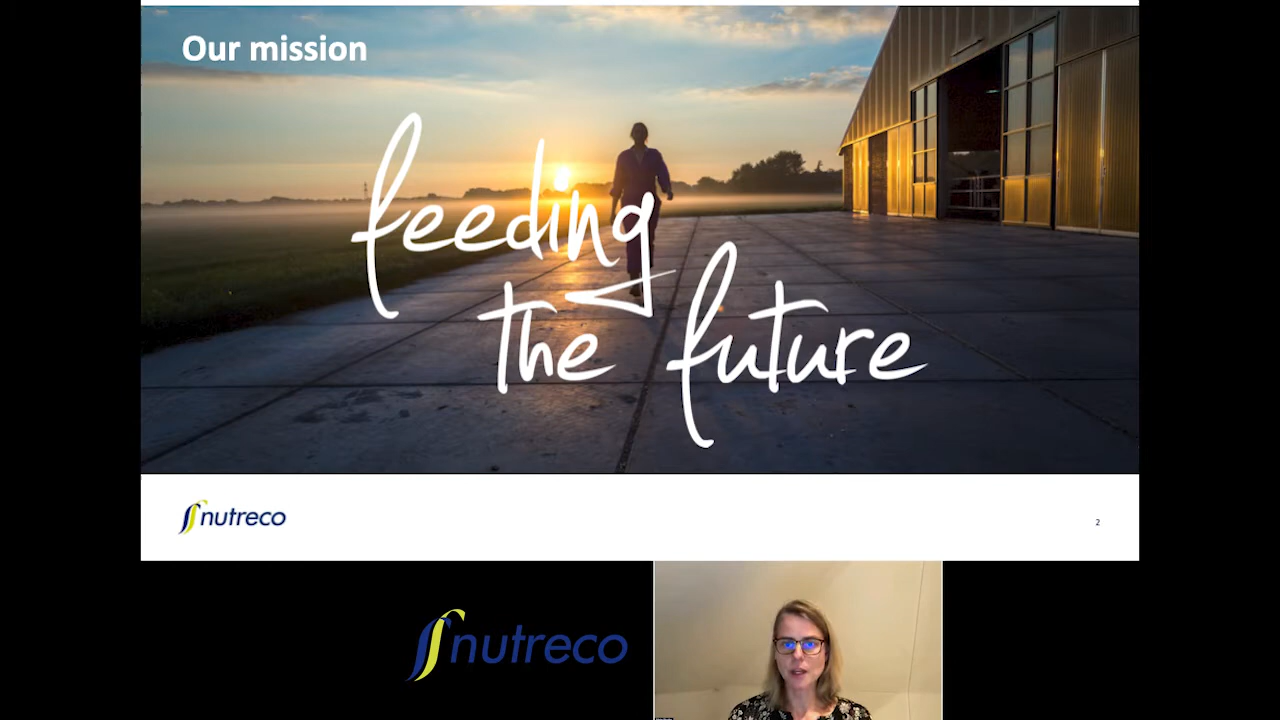 Our mission
feeding
the future
nutreco
2
nutreco